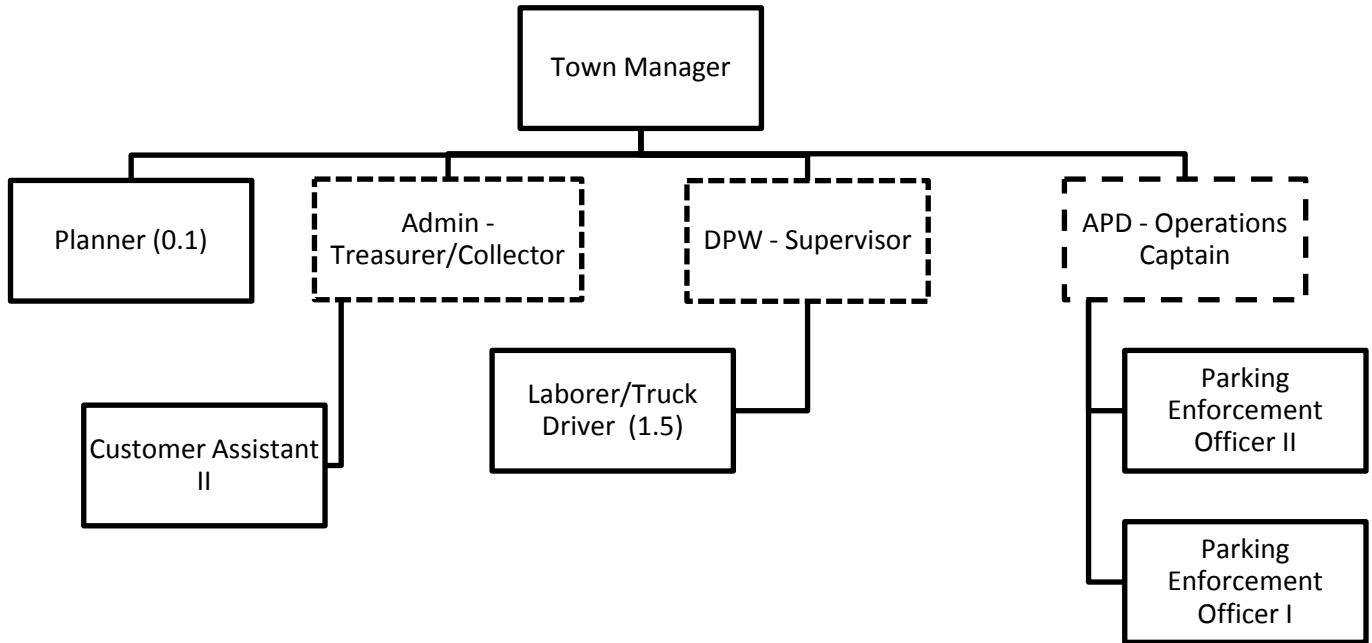 Town Manager
Planner (0.1)
Admin -
Treasurer/Collector
DPW - Supervisor
APD - Operations
Captain
Customer Assistant
II
Laborer/Truck
Driver (1.5)
Parking
Enforcement
Officer II
Parking
Enforcement
Officer I